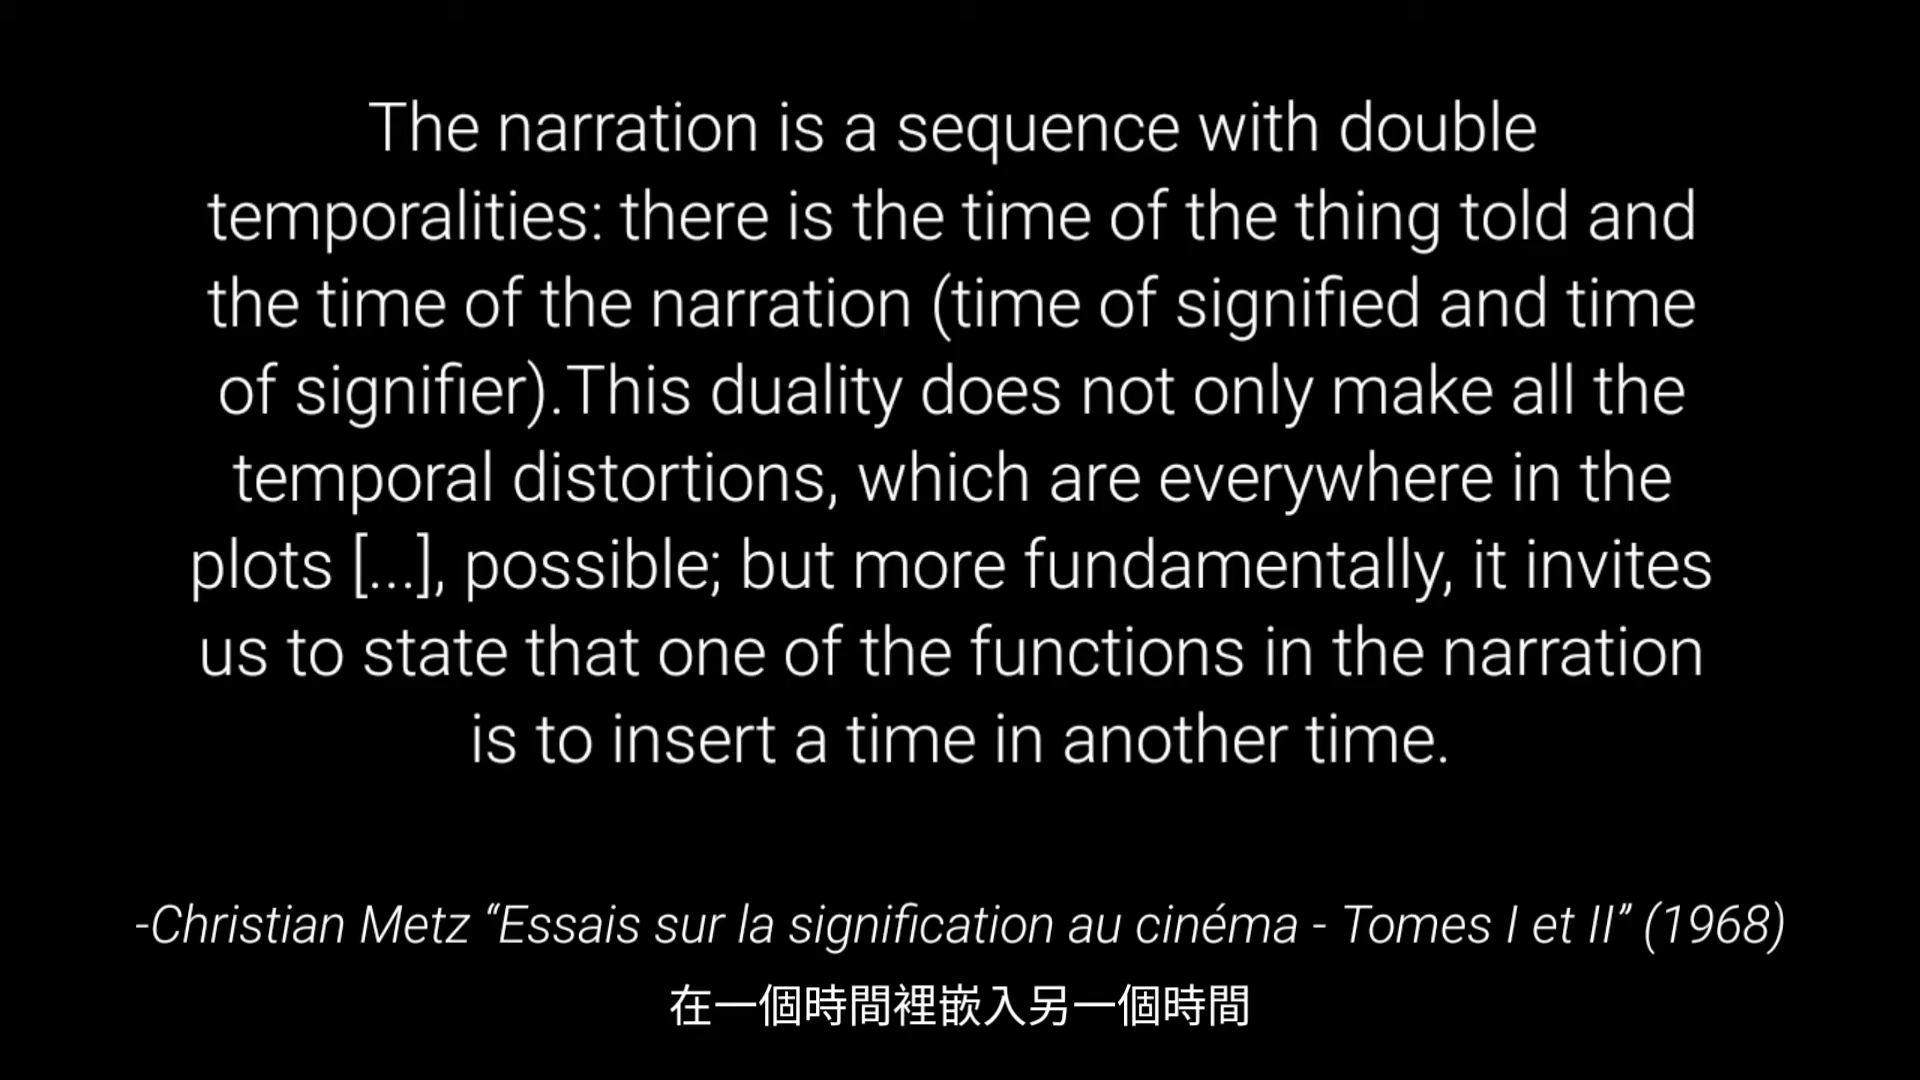 The narration is a sequence with double
temporalities: there is the time of the thing told and
the time of the narration (time of signified and time
of signifier).This duality does not only make all the
temporal distortions, which are everywhere in the
plots [...], possible; but more fundamentally, it invites
us to state that one of the functions in the narration
is to insert a time in another time.
-Christian Metz “Essais sur la signification au cinéma - Tomes I et II” (1968)
在一個時間裡嵌入另一個時間